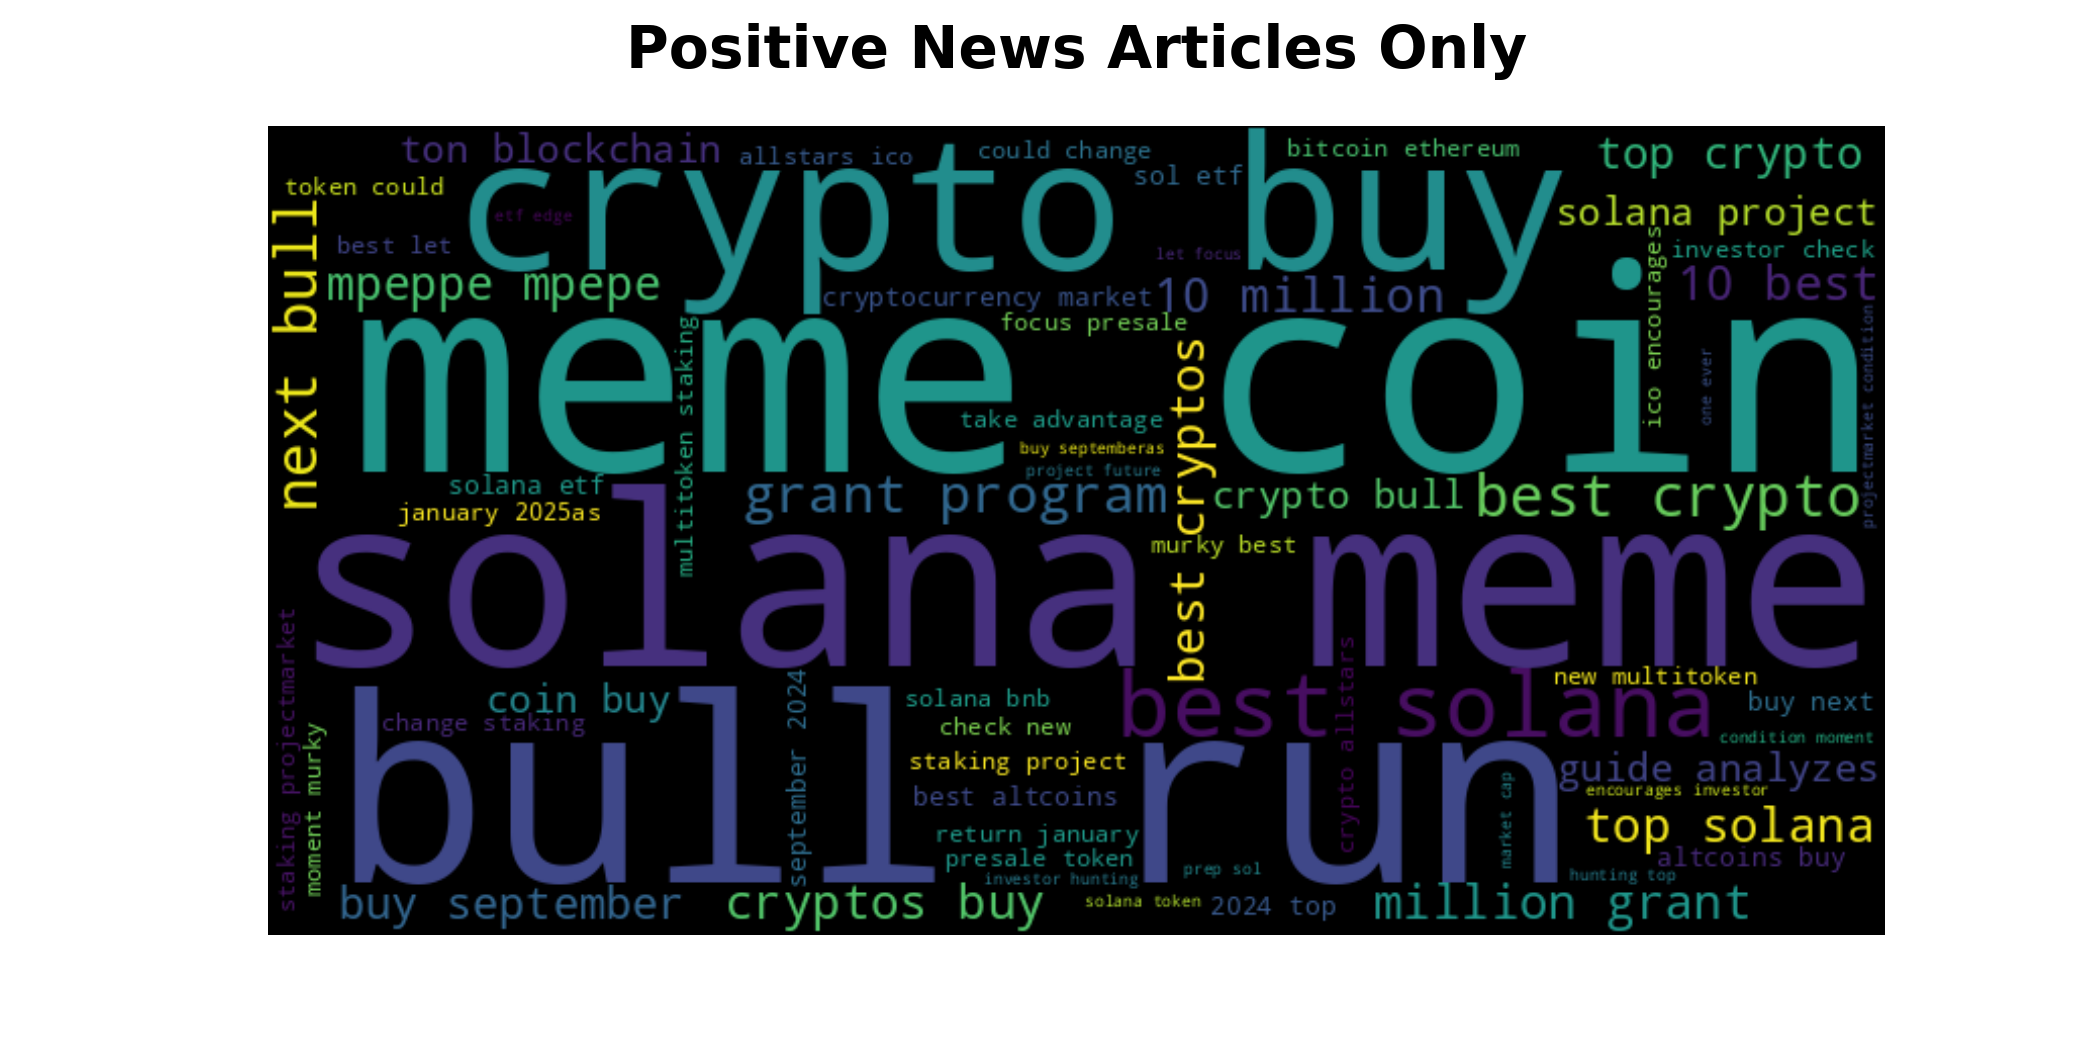 Positive News Articles Only
ton blockchain
allstars ico
could change
bitcoin ethereum
top crypto
token could
crypto buy
sol etf
etf edge
solana project
best let
let focus
investor check
next bull
mpeppe mpepe
cryptocurrency market
10 million
ico encourages
10 best
focus presale
meme coin
multitoken staking
best cryptos
one ever
projectmarket condition
take advantage
buy septemberas
project future
solana etf
january 2025as
grant program
crypto bull
best crypto
murky best
solana meme
staking projectmarket
crypto allstars
new multitoken
coin buy
change staking
september 2024
solana bnb
check new
best solana
buy next
condition moment
moment murky
bull run
staking project
guide analyzes
best altcoins
market cap
encourages investor
return january
top solana
presale token
altcoins buy
investor hunting
prep sol
hunting top
buy september
cryptos buy
solana token
2024 top
million grant